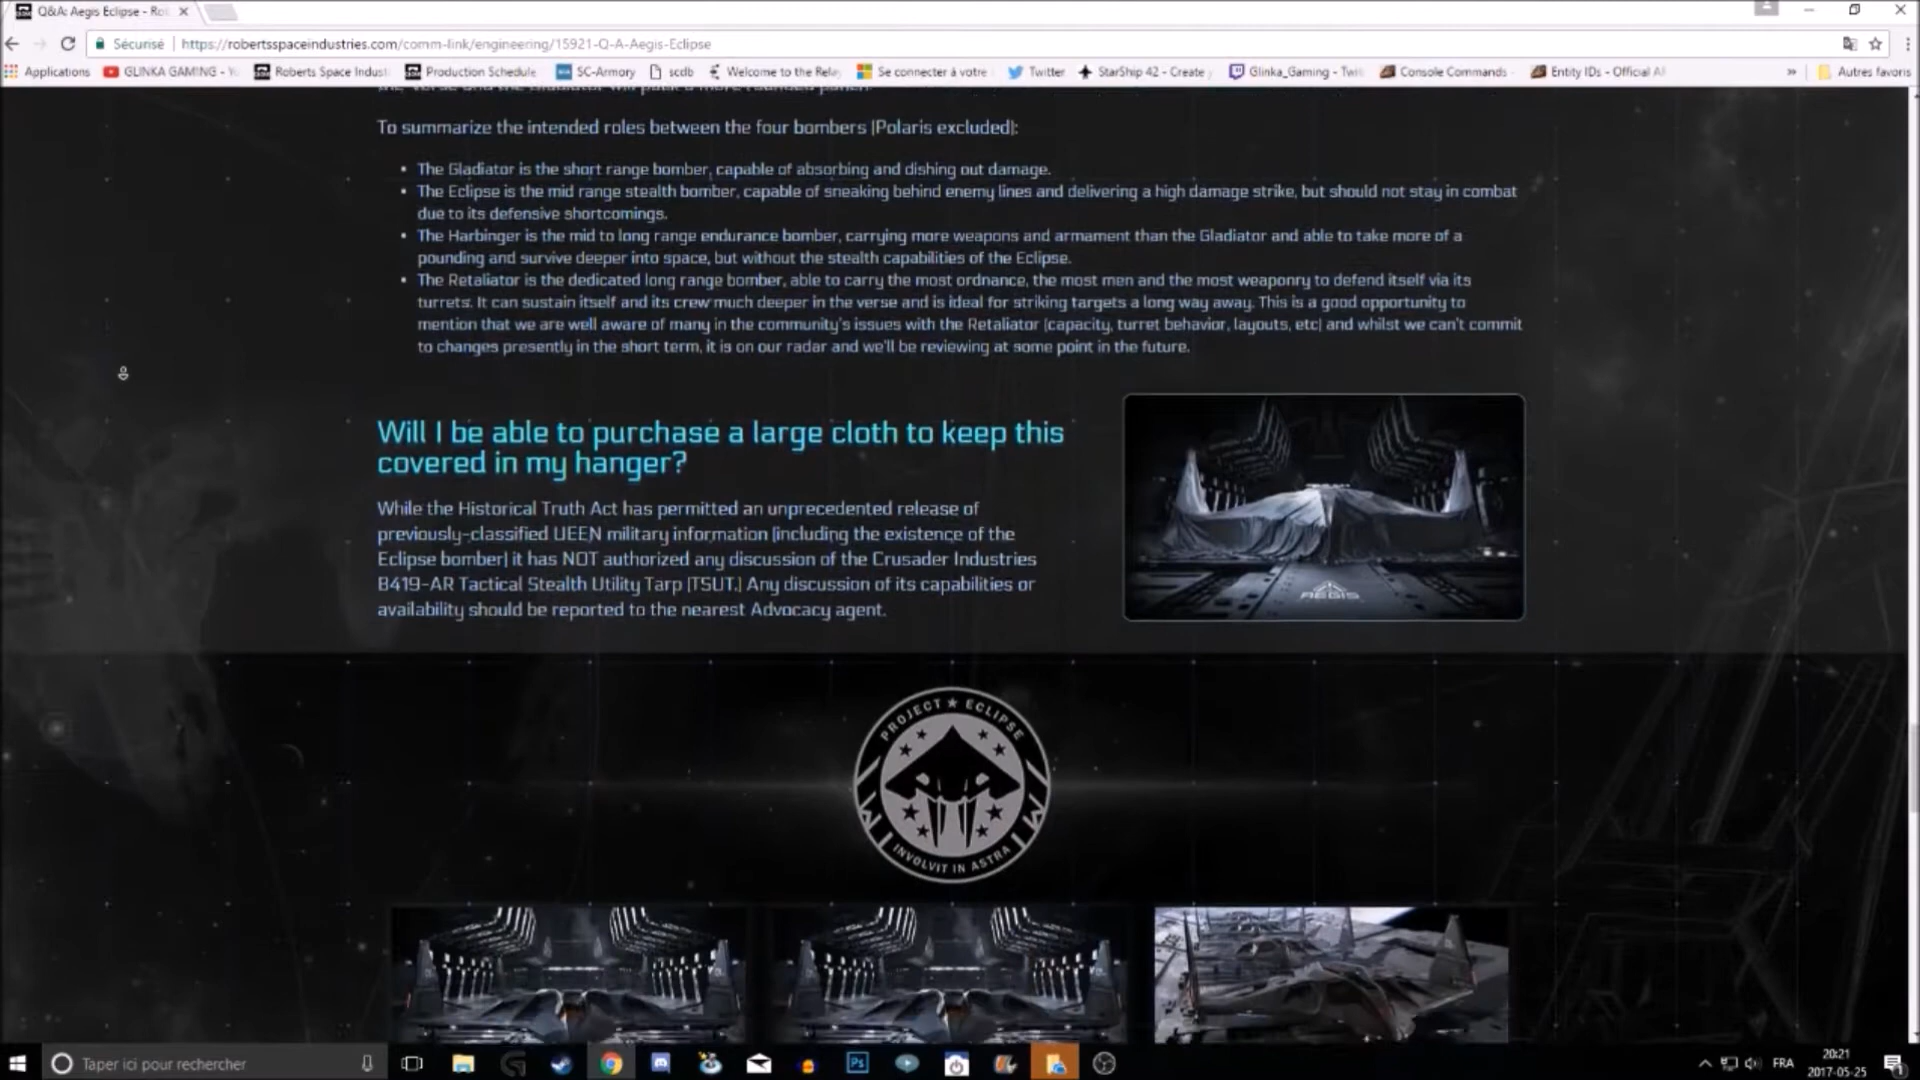 Q&A: Aegis Eclipse - Ro
Sécurisé
https://robertsspaceindustries.com/comm-link/engineering/15921-Q-A-Aegis-Eclipse
Applications
GLINKA GAMING -
Roberts Space Indust
Production Schedule
SC-Armory
scdb
Welcome to the Rela
Se connecter à votre
Twitter
StarShip 42 - Create
Glinka_Gaming - Twit
Console Commands -
Entity IDs - Official A
»
Autres favoris
To summarize the intended roles between the four bombers (Polaris excluded):
• The Gladiator is the short range bomber, capable of absorbing and dishing out damage.
• The Eclipse is the mid range stealth bomber, capable of sneaking behind enemy lines and delivering a high damage strike, but should not stay in combat
due to its defensive shortcomings.
• The Harbinger is the mid to long range endurance bomber, carrying more weapons and armament than the Gladiator and able to take more of a
pounding and survive deeper into space, but without the stealth capabilities of the Eclipse.
• The Retaliator is the dedicated long range bomber, able to carry the most ordnance, the most men and the most weaponry to defend itself via its
turrets. It can sustain itself and its crew much deeper in the verse and is ideal for striking targets a long way away. This is a good opportunity to
mention that we are well aware of many in the community's issues with the Retaliator (capacity, turret behavior, layouts, etc) and whilst we can't commit
to changes presently in the short term, it is on our radar and we'll be reviewing at some point in the future.
Will I be able to purchase a large cloth to keep this
covered in my hanger?
While the Historical Truth Act has permitted an unprecedented release of
previously-classified UEEN military information (including the existence of the
Eclipse bomber) it has NOT authorized any discussion of the Crusader Industries
B419-AR Tactical Stealth Utility Tarp (TSUT.) Any discussion of its capabilities or
availability should be reported to the nearest Advocacy agent.
AEGIS
PROJECT ★ ECLIPSE
INVOLVIT IN ASTRA
Taper ici pour rechercher
Ps
FRA
20:21
2017-05-25